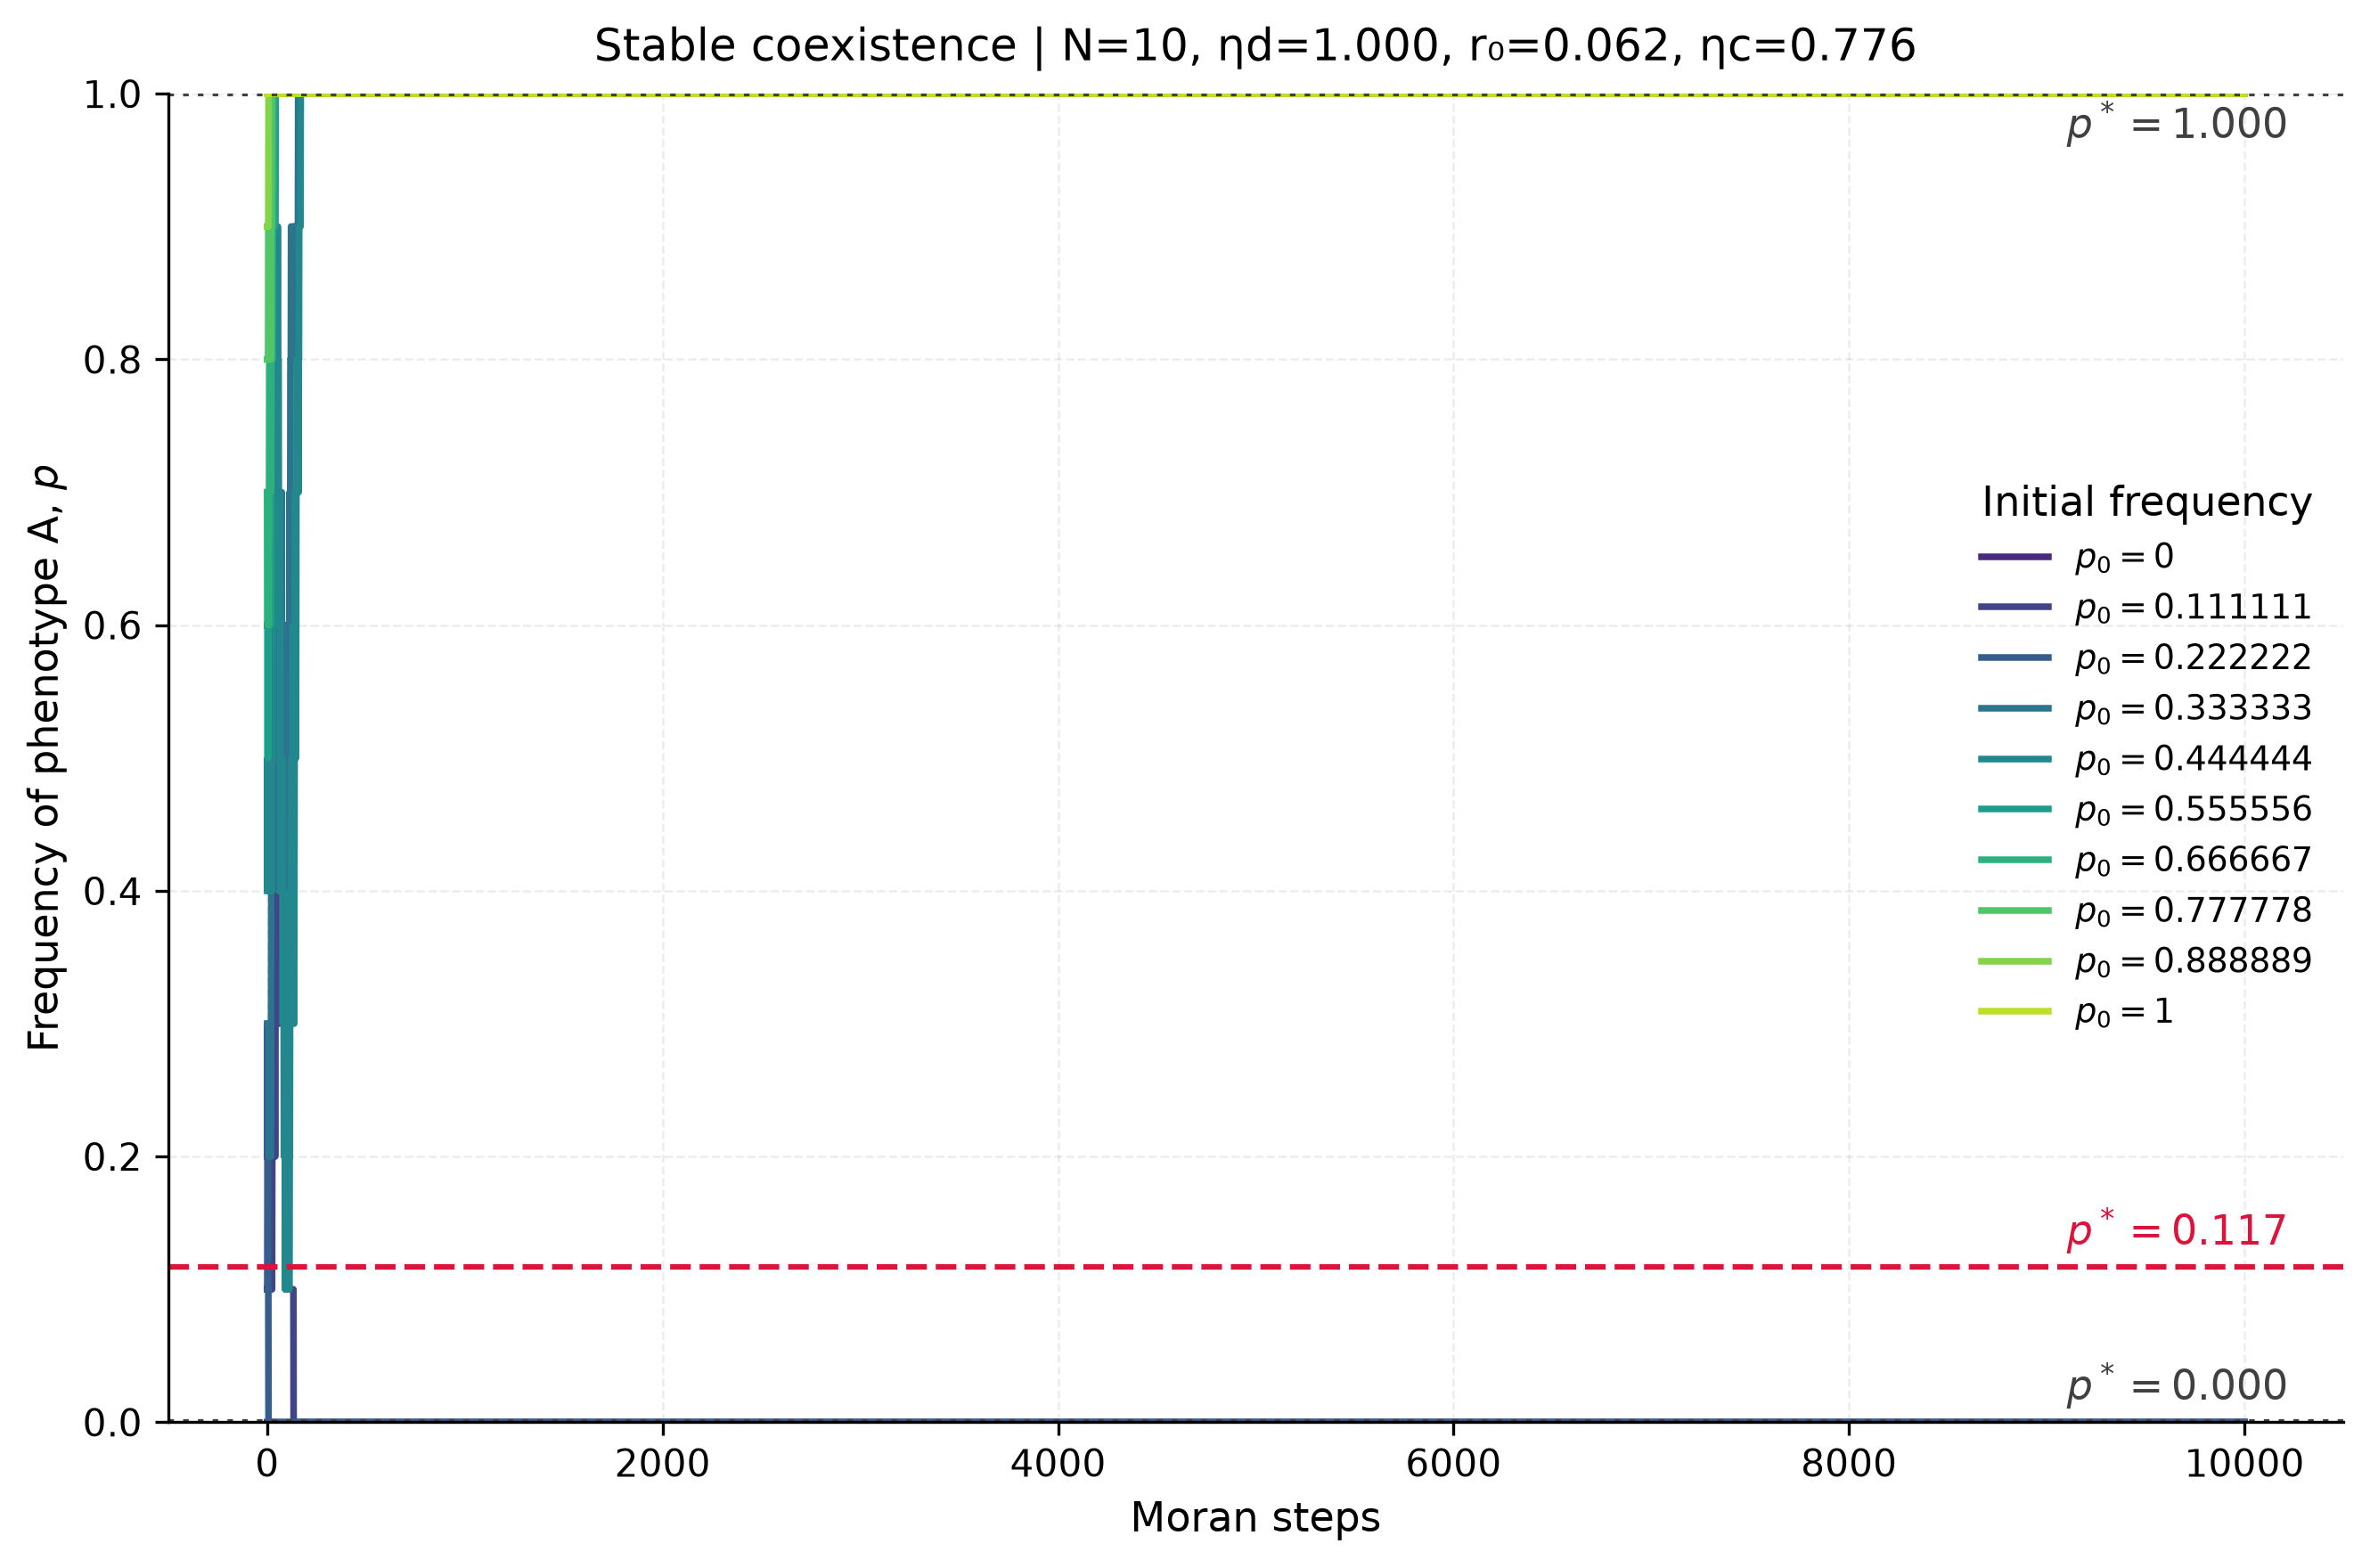 Stable coexistence | N=10, ηd=1.000, r₀=0.062, ηc=0.776
Frequency of phenotype A, p
1.0
0.8
0.6
0.4
0.2
0.0
p* = 1.000
Initial frequency
p₀ = 0
p₀ = 0.111111
p₀ = 0.222222
p₀ = 0.333333
p₀ = 0.444444
p₀ = 0.555556
p₀ = 0.666667
p₀ = 0.777778
p₀ = 0.888889
p₀ = 1
p* = 0.117
p* = 0.000
0 2000 4000 6000 8000 10000
Moran steps